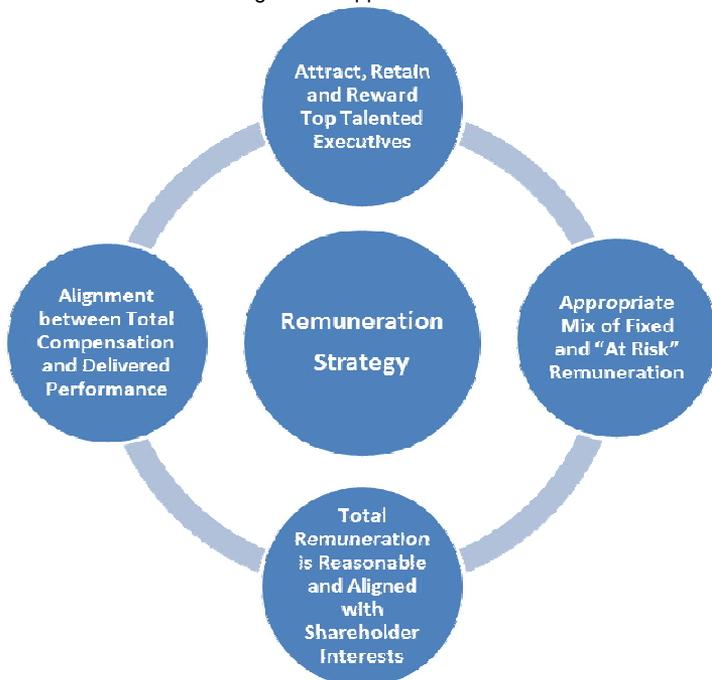 Attract, Retain
and Reward
Top Talented
Executives
Alignment
between Total
Compensation
and Delivered
Performance
Remuneration
Strategy
Appropriate
Mix of Fixed
and “At Risk”
Remuneration
Total
Remuneration
is Reasonable
and Aligned
with
Shareholder
Interests